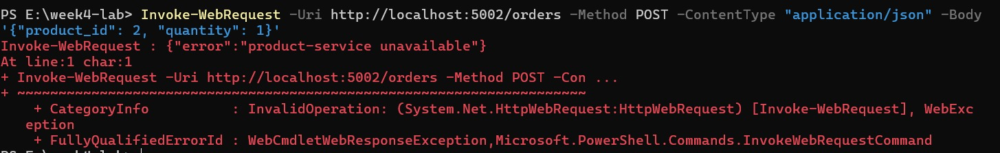 PS E:\week4-lab> Invoke-WebRequest -Uri http://localhost:5002/orders -Method POST -ContentType "application/json" -Body
'{"product_id": 2, "quantity": 1}'
Invoke-WebRequest : {"error":"product-service unavailable"}
At line:1 char:1
+ Invoke-WebRequest -Uri http://localhost:5002/orders -Method POST -Con ...
+ ~~~~~~~~~~~~~~~~~~~~~~~~~~~~~~~~~~~~~~~~~~~~~~~~~~~~~~~~~~~~~~~~~~~~~
    + CategoryInfo          : InvalidOperation: (System.Net.HttpWebRequest:HttpWebRequest) [Invoke-WebRequest], WebExc
   eption
    + FullyQualifiedErrorId : WebCmdletWebResponseException,Microsoft.PowerShell.Commands.InvokeWebRequestCommand